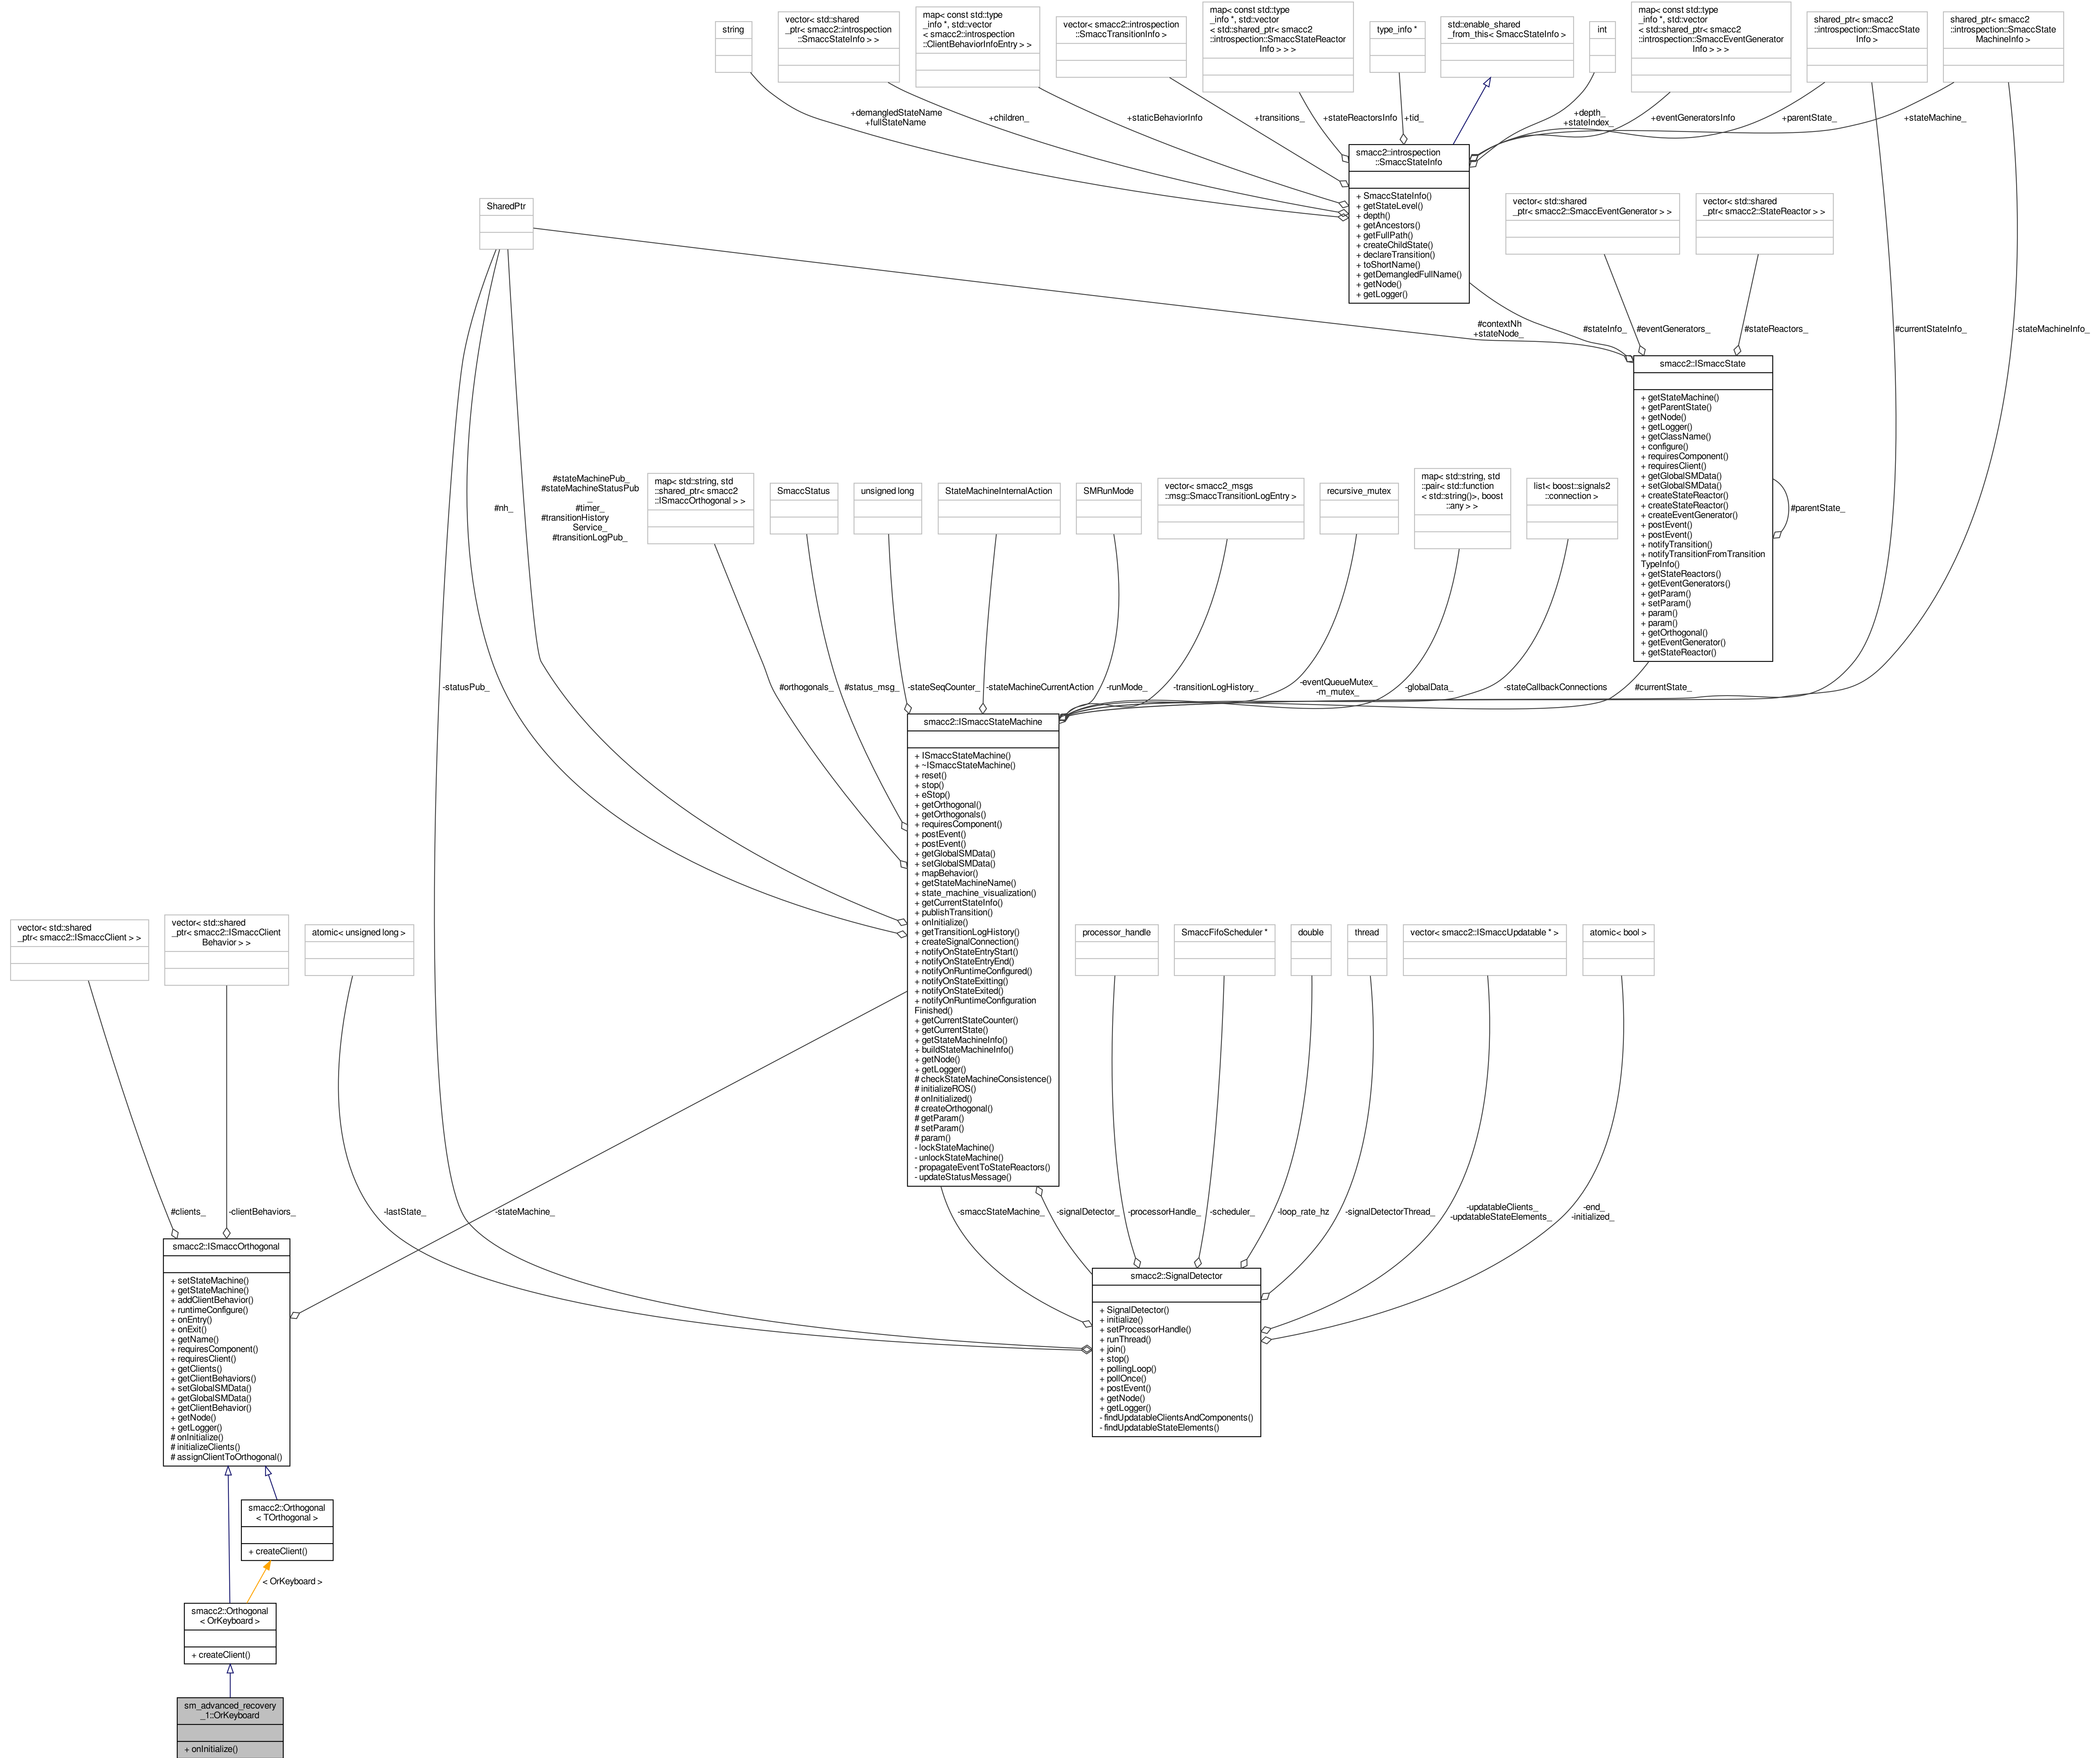 string
vector< std::shared
_ptr< smacc2::introspection
::SmaccStateInfo > >
map< const std::type
_info *, std::vector
< smacc2::introspection
::ClientBehaviorInfoEntry > >
vector< smacc2::introspection
::SmaccTransitionInfo >
map< const std::type
_info *, std::vector
< std::shared_ptr< smacc2
::introspection::SmaccStateReactor
Info > > >
type_info *
std::enable_shared
_from_this< SmaccStateInfo >
int
map< const std::type
_info *, std::vector
< std::shared_ptr< smacc2
::introspection::SmaccEventGenerator
Info > > >
shared_ptr< smacc2
::introspection::SmaccState
Info >
shared_ptr< smacc2
::introspection::SmaccState
MachineInfo >
+demangledStateName
+fullStateName
+children_
+staticBehaviorInfo
+transitions_
+stateReactorsInfo
+tid_
+depth_
+stateIndex_
+eventGeneratorsInfo
+parentState_
+stateMachine_
smacc2::introspection
::SmaccStateInfo
+ SmaccStateInfo()
+ getStateLevel()
+ depth()
+ getAncestors()
+ getFullPath()
+ createChildState()
+ declareTransition()
+ toShortName()
+ getDemangledFullName()
+ getNode()
+ getLogger()
SharedPtr
vector< std::shared
_ptr< smacc2::SmaccEventGenerator > >
vector< std::shared
_ptr< smacc2::StateReactor > >
#contextNh
+stateNode_
#stateInfo_
#eventGenerators_
#stateReactors_
#currentStateInfo_
-stateMachineInfo_
smacc2::ISmaccState
+ getStateMachine()
+ getParentState()
+ getNode()
+ getLogger()
+ getClassName()
+ configure()
+ requiresComponent()
+ requiresClient()
+ getGlobalSMData()
+ setGlobalSMData()
+ createStateReactor()
+ createStateReactor()
+ createEventGenerator()
+ postEvent()
+ postEvent()
+ notifyTransition()
+ notifyTransitionFromTransition
TypeInfo()
+ getStateReactors()
+ getEventGenerators()
+ getParam()
+ setParam()
+ param()
+ param()
+ getOrthogonal()
+ getEventGenerator()
+ getStateReactor()
#parentState_
#nh_
#stateMachinePub_
#stateMachineStatusPub
_
#timer_
#transitionHistory
Service_
#transitionLogPub_
map< std::string, std
::shared_ptr< smacc2
::ISmaccOrthogonal > >
SmaccStatus
unsigned long
StateMachineInternalAction
SMRunMode
vector< smacc2_msgs
::msg::SmaccTransitionLogEntry >
recursive_mutex
map< std::string, std
::pair< std::function
< std::string()>, boost
::any > >
list< boost::signals2
::connection >
-statusPub_
#orthogonals_
#status_msg_
-stateSeqCounter_
-stateMachineCurrentAction
-runMode_
-transitionLogHistory_
-eventQueueMutex_
-m_mutex_
-globalData_
-stateCallbackConnections
#currentState_
smacc2::ISmaccStateMachine
+ ISmaccStateMachine()
+ ~ISmaccStateMachine()
+ reset()
+ stop()
+ eStop()
+ getOrthogonal()
+ getOrthogonals()
+ requiresComponent()
+ postEvent()
+ postEvent()
+ getGlobalSMData()
+ setGlobalSMData()
+ mapBehavior()
+ getStateMachineName()
+ state_machine_visualization()
+ getCurrentStateInfo()
+ publishTransition()
+ onInitialize()
+ getTransitionLogHistory()
+ createSignalConnection()
+ notifyOnStateEntryStart()
+ notifyOnStateEntryEnd()
+ notifyOnRuntimeConfigured()
+ notifyOnStateExitting()
+ notifyOnStateExited()
+ notifyOnRuntimeConfiguration
Finished()
+ getCurrentStateCounter()
+ getCurrentState()
+ getStateMachineInfo()
+ buildStateMachineInfo()
+ getNode()
+ getLogger()
# checkStateMachineConsistence()
# initializeROS()
# onInitialized()
# createOrthogonal()
# getParam()
# setParam()
# param()
- lockStateMachine()
- unlockStateMachine()
- propagateEventToStateReactors()
- updateStatusMessage()
vector< std::shared
_ptr< smacc2::ISmaccClient > >
vector< std::shared
_ptr< smacc2::ISmaccClient
Behavior > >
atomic< unsigned long >
processor_handle
SmaccFifoScheduler *
double
thread
vector< smacc2::ISmaccUpdatable * >
atomic< bool >
#clients_
-clientBehaviors_
-lastState_
-stateMachine_
-smaccStateMachine_
-signalDetector_
-processorHandle_
-scheduler_
-loop_rate_hz
-signalDetectorThread_
-updatableClients_
-updatableStateElements_
-end_
-initialized_
smacc2::ISmaccOrthogonal
+ setStateMachine()
+ getStateMachine()
+ addClientBehavior()
+ runtimeConfigure()
+ onEntry()
+ onExit()
+ getName()
+ requiresComponent()
+ requiresClient()
+ getClients()
+ getClientBehaviors()
+ setGlobalSMData()
+ getGlobalSMData()
+ getClientBehavior()
+ getNode()
+ getLogger()
# onInitialize()
# initializeClients()
# assignClientToOrthogonal()
smacc2::SignalDetector
+ SignalDetector()
+ initialize()
+ setProcessorHandle()
+ runThread()
+ join()
+ stop()
+ pollingLoop()
+ pollOnce()
+ postEvent()
+ getNode()
+ getLogger()
- findUpdatableClientsAndComponents()
- findUpdatableStateElements()
smacc2::Orthogonal
< TOrthogonal >
+ createClient()
< OrKeyboard >
smacc2::Orthogonal
< OrKeyboard >
+ createClient()
sm_advanced_recovery
_1::OrKeyboard
+ onInitialize()